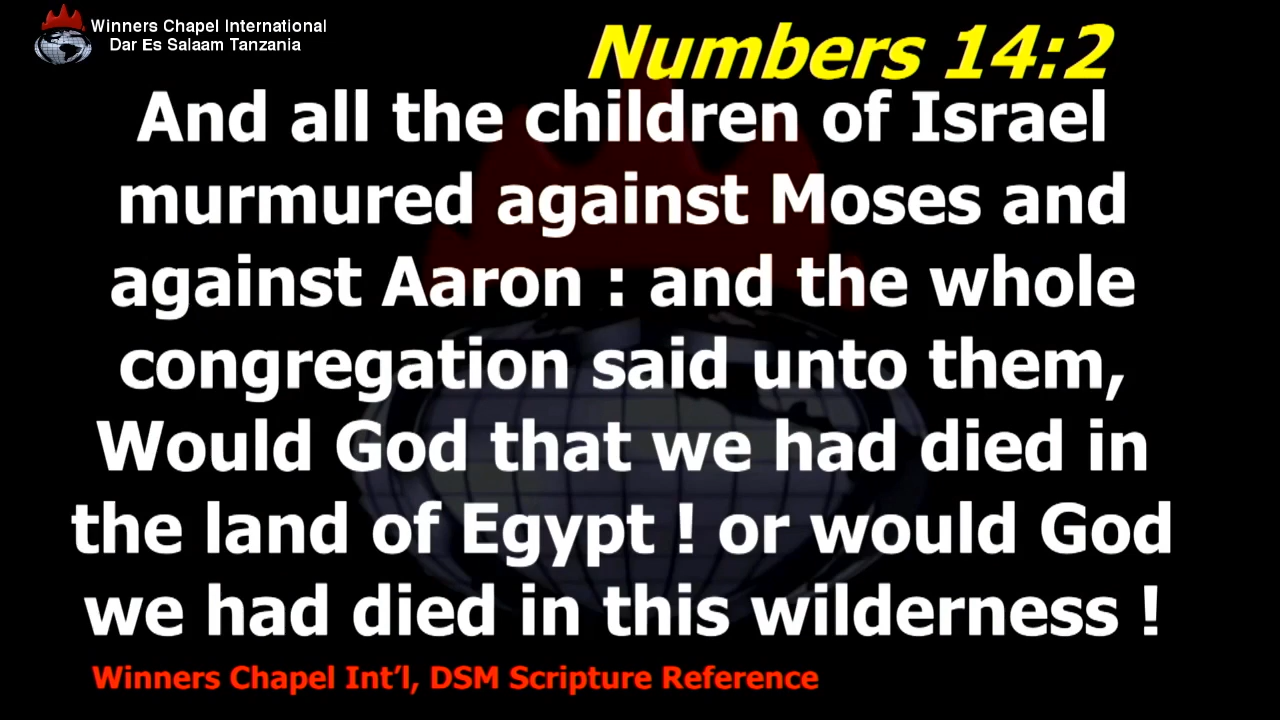 Winners Chapel International
Dar Es Salaam Tanzania
Numbers 14:2
And all the children of Israel
murmured against Moses and
against Aaron : and the whole
congregation said unto them,
Would God that we had died in
the land of Egypt ! or would God
we had died in this wilderness !
Winners Chapel Int’l, DSM Scripture Reference